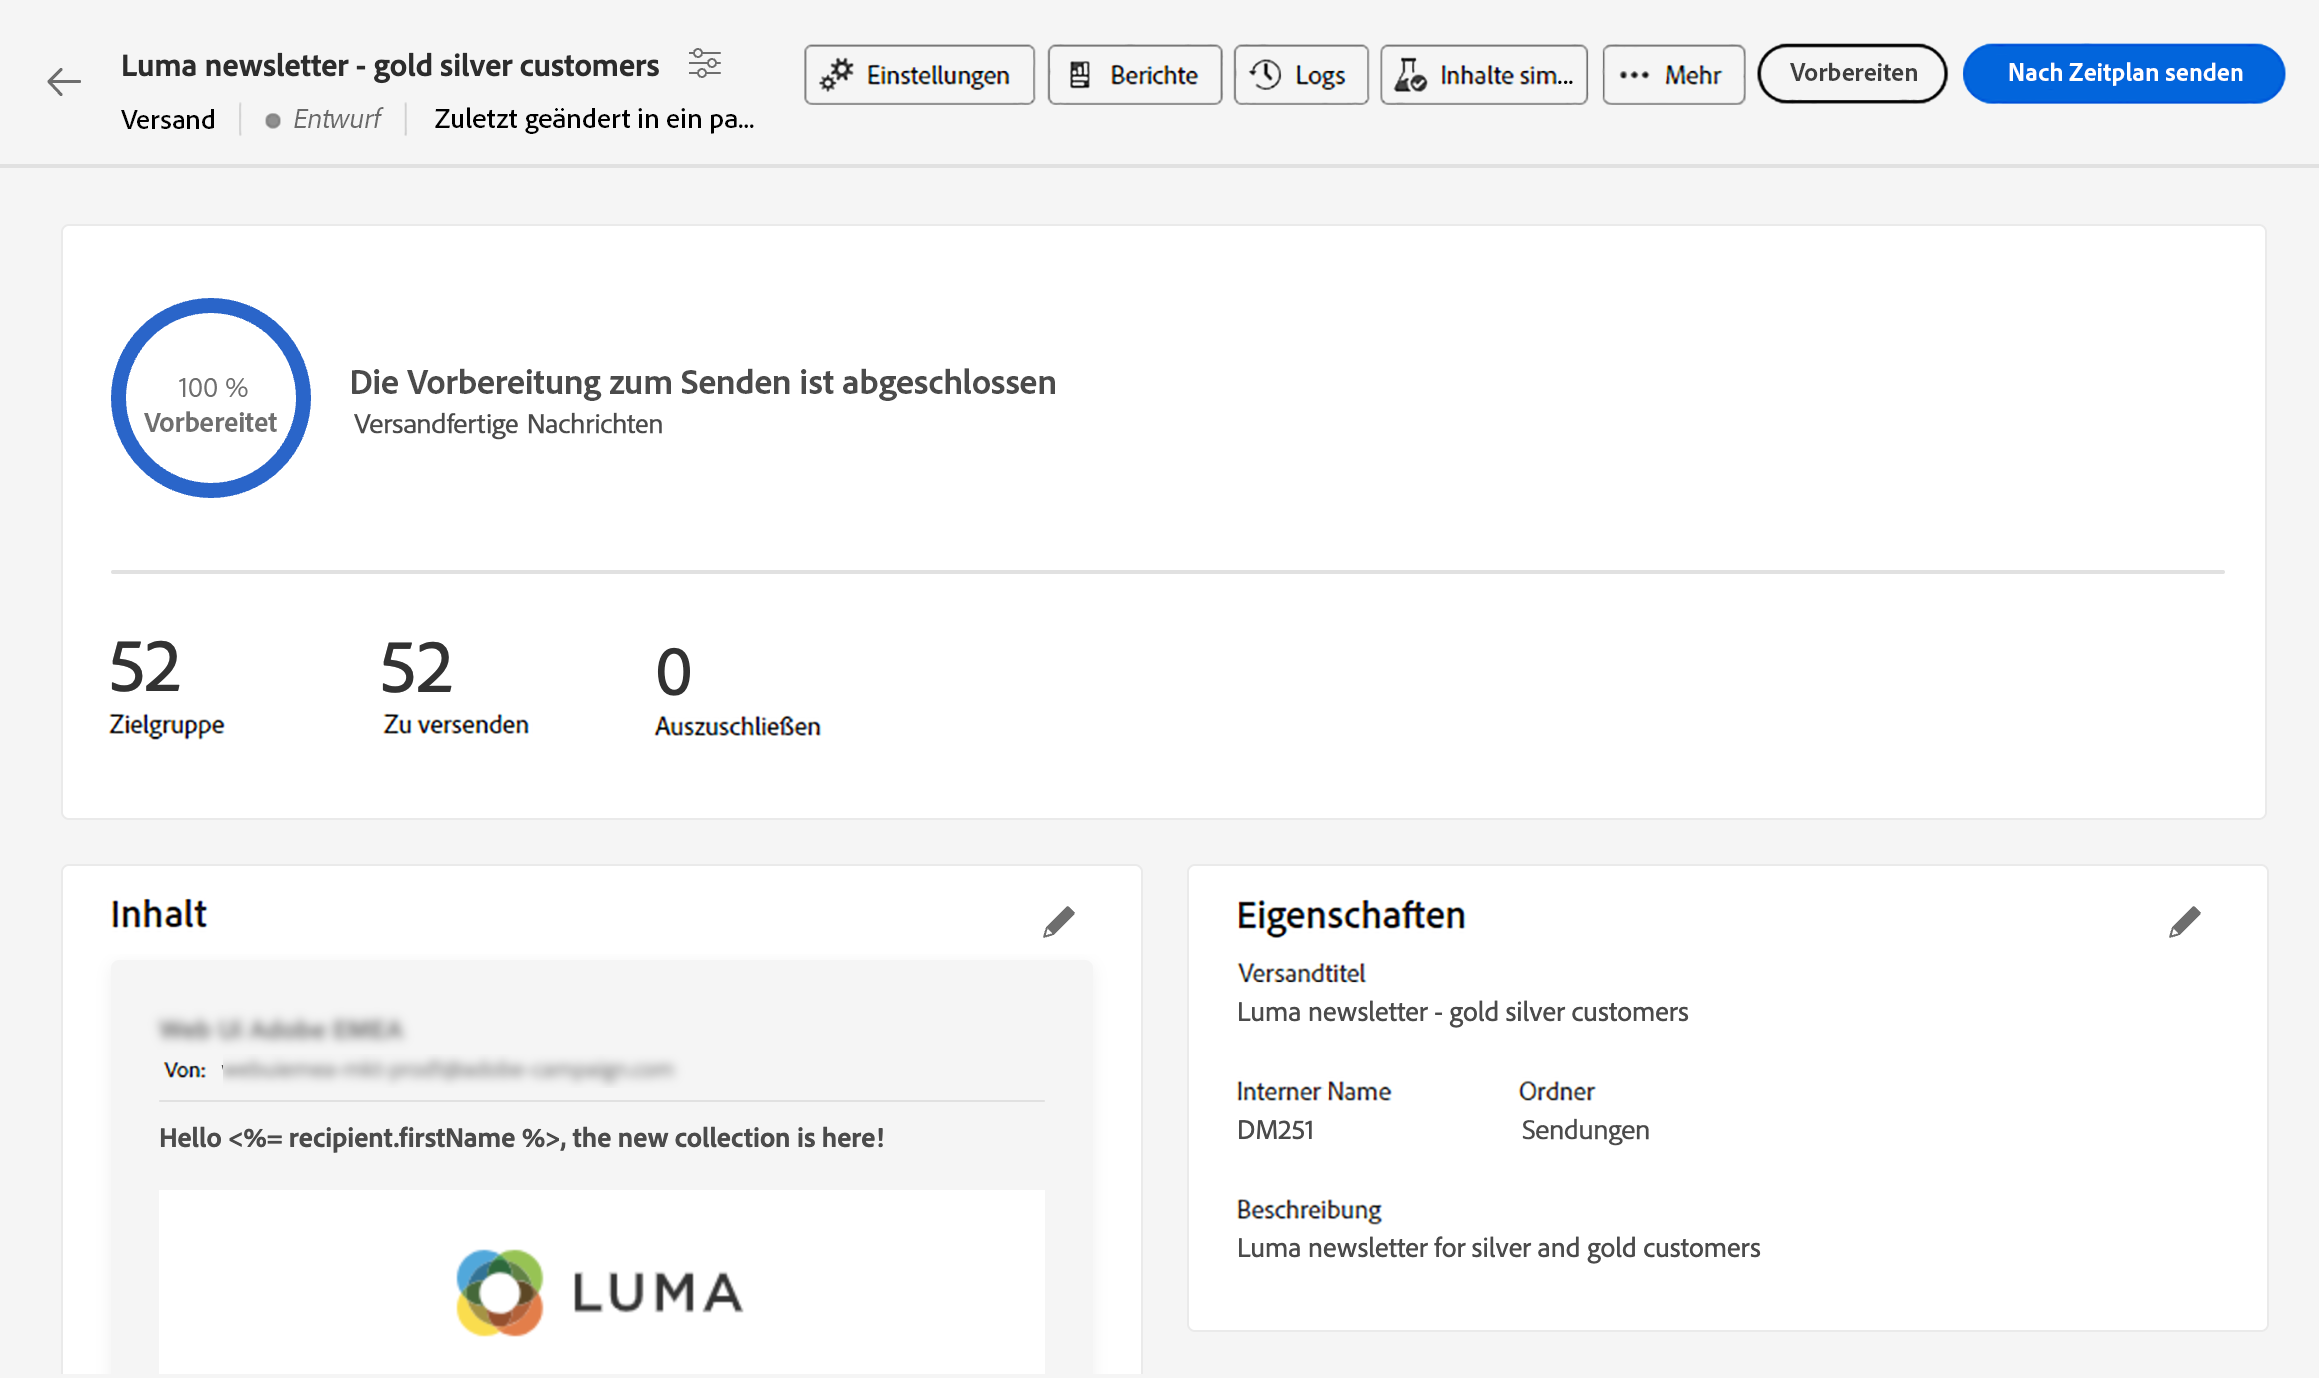 Luma newsletter - gold silver customers
Einstellungen
Berichte
Logs
Inhalte sim...
Mehr
Vorbereiten
Nach Zeitplan senden
Versand
Entwurf
Zuletzt geändert in ein pa...
100 %
Vorbereitet
Die Vorbereitung zum Senden ist abgeschlossen
Versandfertige Nachrichten
52
52
0
Zielgruppe
Zu versenden
Auszuschließen
Inhalt
Von:
Hello <%= recipient.firstName %>, the new collection is here!
LUMA
Eigenschaften
Versandtitel
Luma newsletter - gold silver customers
Interner Name
Ordner
DM251
Sendungen
Beschreibung
Luma newsletter for silver and gold customers